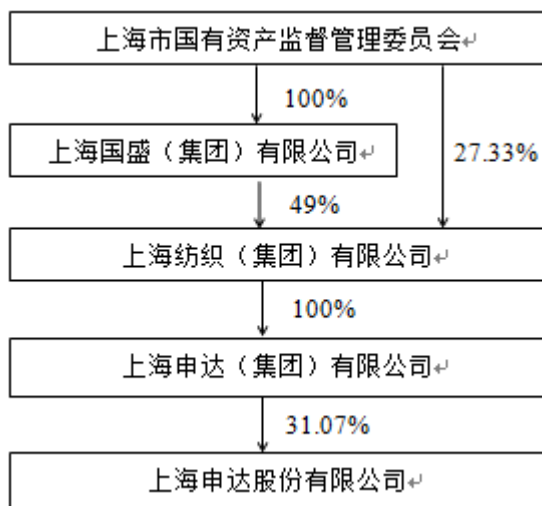 上海市国有资产监督管理委员会
100%
上海国盛（集团）有限公司
27.33%
49%
上海纺织（集团）有限公司
100%
上海申达（集团）有限公司
31.07%
上海申达股份有限公司